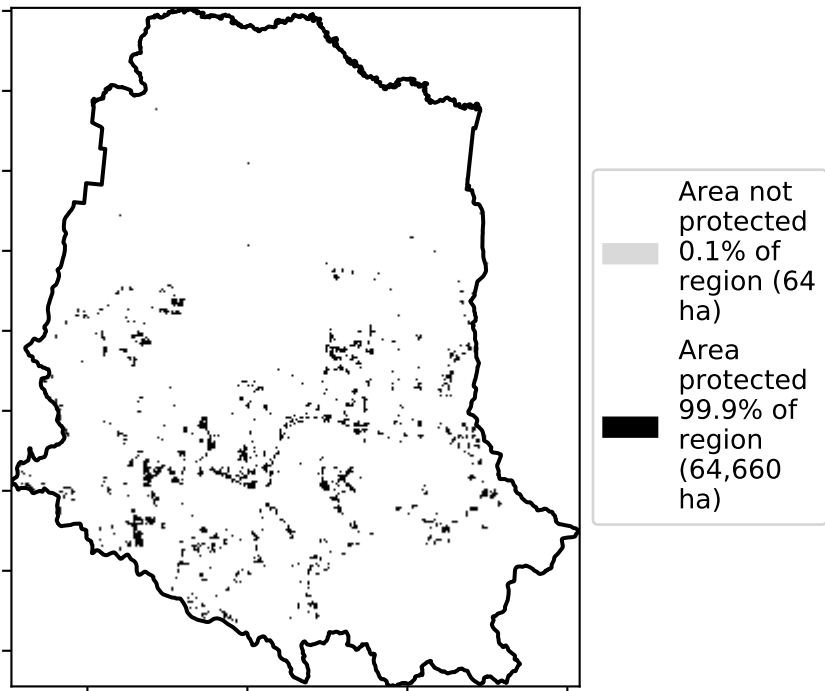 Area not
protected
0.1% of
region (64
ha)
Area
protected
99.9% of
region
(64,660
ha)